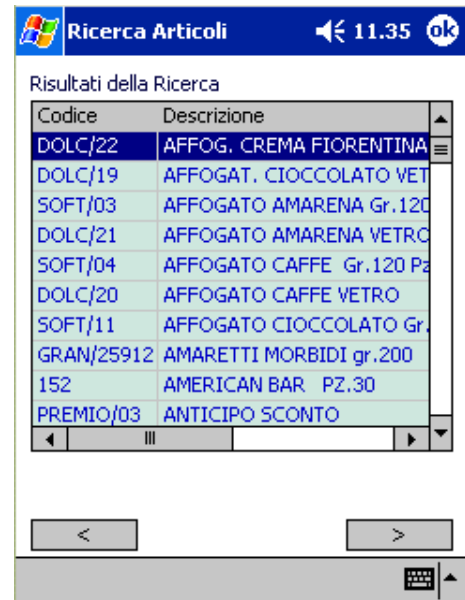 Ricerca Articoli 11.35 ok
Risultati della Ricerca
Codice Descrizione
DOLC/22 AFFOG. CREMA FIORENTINA
DOLC/19 AFFOGAT. CIOCCOLATO VET
SOFT/03 AFFOGATO AMARENA Gr.120
DOLC/21 AFFOGATO AMARENA VETRO
SOFT/04 AFFOGATO CAFFE Gr.120 Pz
DOLC/20 AFFOGATO CAFFE VETRO
SOFT/11 AFFOGATO CIOCCOLATO Gr.
GRAN/25912 AMARETTI MORBIDI gr.200
152 AMERICAN BAR PZ.30
PREMIO/03 ANTICIPO SCONTO
< >